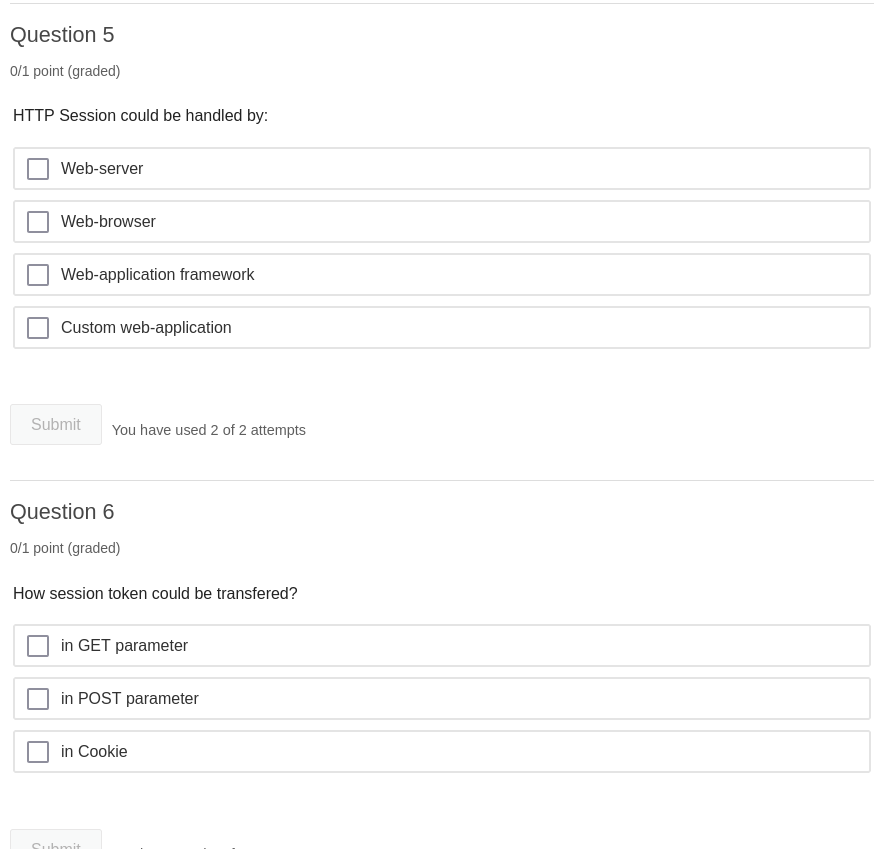 Question 5
0/1 point (graded)
HTTP Session could be handled by:
Web-server
Web-browser
Web-application framework
Custom web-application
Submit
You have used 2 of 2 attempts
Question 6
0/1 point (graded)
How session token could be transfered?
in GET parameter
in POST parameter
in Cookie
Submit